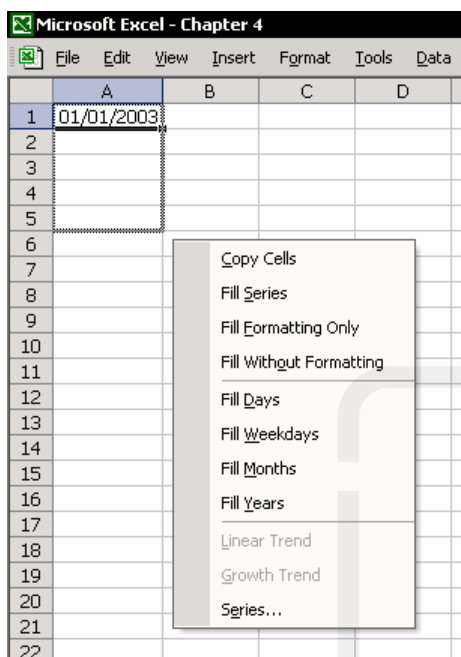 Microsoft Excel - Chapter 4
File Edit View Insert Format Tools Data
A B C D
1 01/01/2003
2
3
4
5
6
7
8
9
10
11
12
13
14
15
16
17
18
19
20
21
22
Copy Cells
Fill Series
Fill Formatting Only
Fill Without Formatting
Fill Days
Fill Weekdays
Fill Months
Fill Years
Linear Trend
Growth Trend
Series...